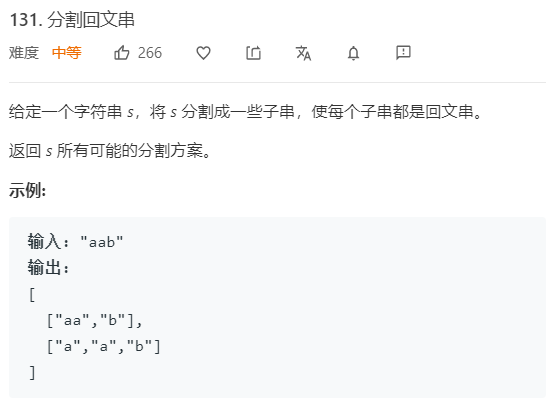 131. 分割回文串
难度 中等 266
给定一个字符串 s，将 s 分割成一些子串，使每个子串都是回文串。
返回 s 所有可能的分割方案。
示例:
输入: "aab"
输出:
[
  ["aa","b"],
  ["a","a","b"]
]